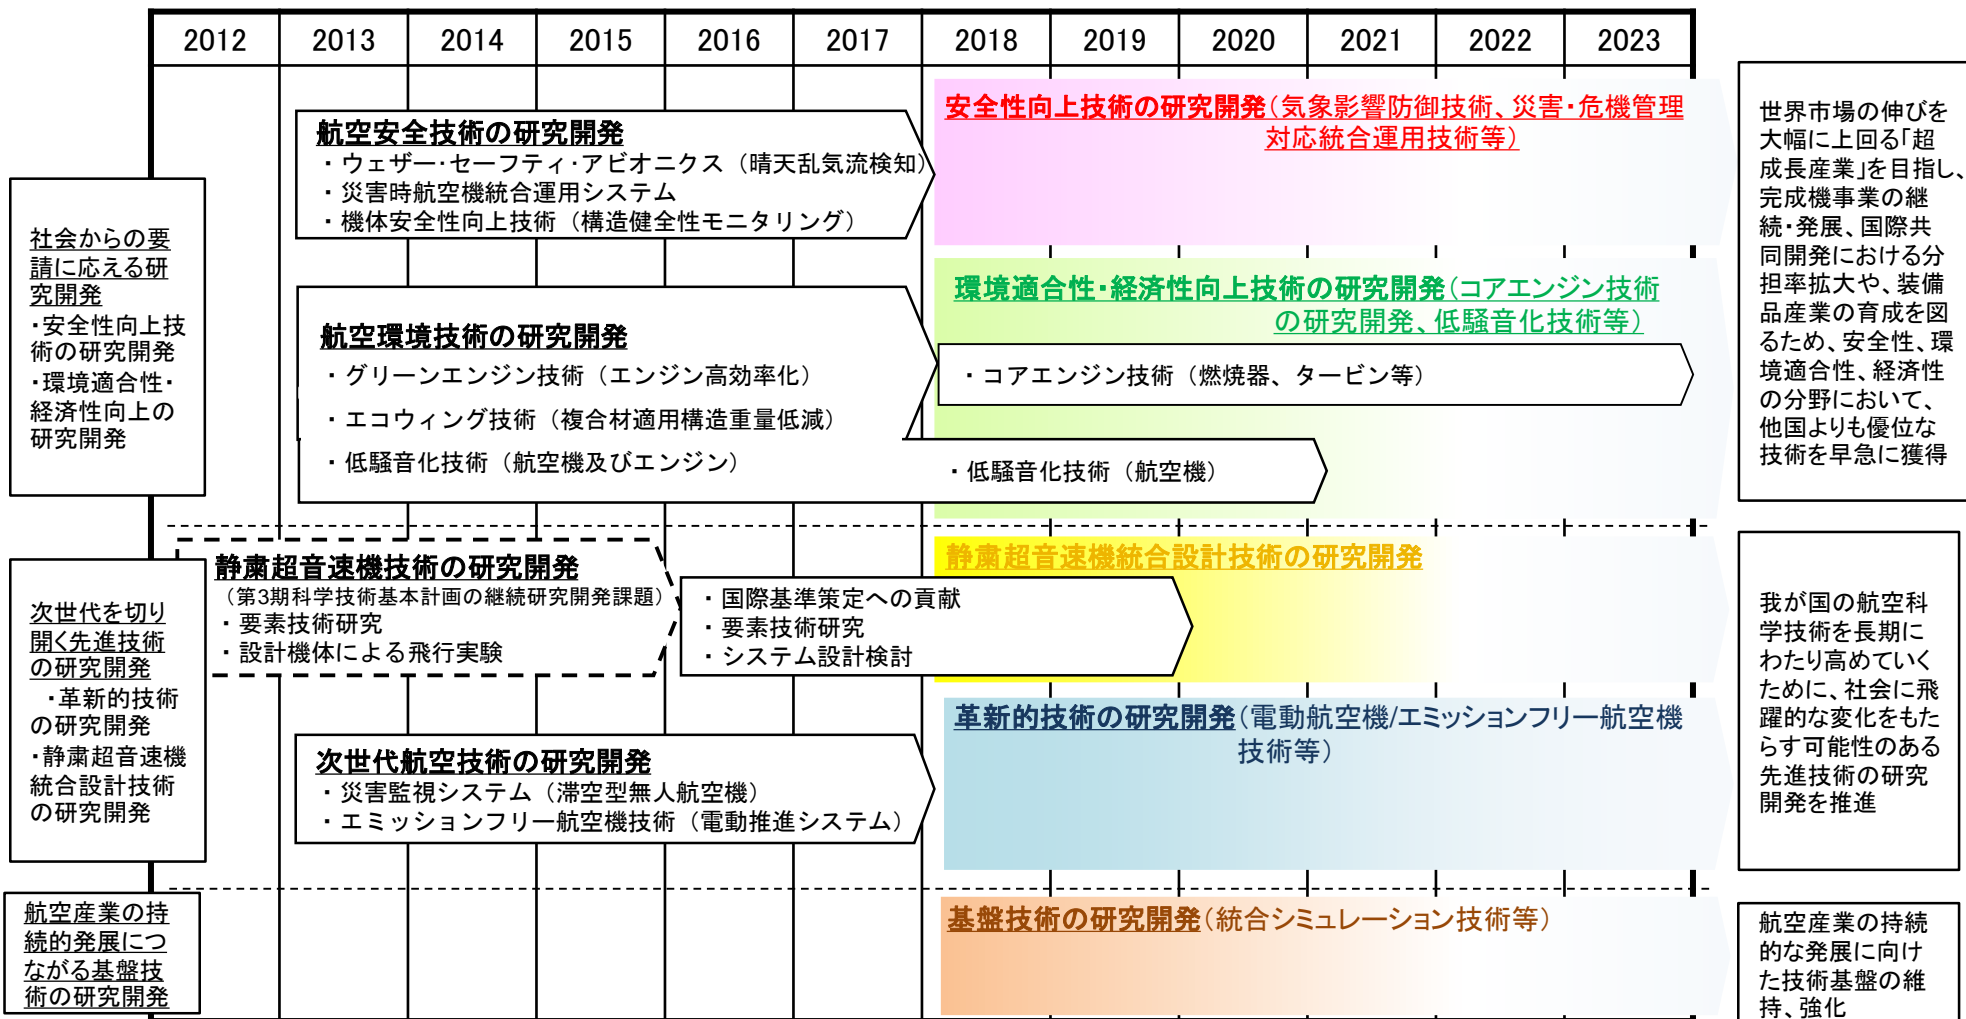 2012 2013 2014 2015 2016 2017 2018 2019 2020 2021 2022 2023
社会からの要
請に応える研
究開発
・安全性向上技
術の研究開発
・環境適合性・
経済性向上の
研究開発
航空安全技術の研究開発
・ウェザー・セーフティ・アビオニクス（晴天乱気流検知）
・災害時航空機統合運用システム
・機体安全性向上技術（構造健全性モニタリング）
安全性向上技術の研究開発（気象影響防御技術、災害・危機管理
対応統合運用技術等）
航空環境技術の研究開発
・グリーンエンジン技術（エンジン高効率化）
・エコウィング技術（複合材適用構造重量低減）
・低騒音化技術（航空機及びエンジン）
環境適合性・経済性向上技術の研究開発（コアエンジン技術
の研究開発、低騒音化技術等）
・コアエンジン技術（燃焼器、タービン等）
・低騒音化技術（航空機）
世界市場の伸びを
大幅に上回る「超
成長産業」を目指し、
完成機事業の継
続・発展、国際共
同開発における分
担率拡大や、装備
品産業の育成を図
るため、安全性、環
境適合性、経済性
の分野において、
他国よりも優位な
技術を早急に獲得
次世代を切り
開く先進技術
の研究開発
・革新的技術
の研究開発
・静粛超音速機
統合設計技術
の研究開発
静粛超音速機技術の研究開発
（第3期科学技術基本計画の継続研究開発課題）
・要素技術研究
・設計機体による飛行実験
・国際基準策定への貢献
・要素技術研究
・システム設計検討
静粛超音速機統合設計技術の研究開発
次世代航空技術の研究開発
・災害監視システム（滞空型無人航空機）
・エミッションフリー航空機技術（電動推進システム）
革新的技術の研究開発（電動航空機/エミッションフリー航空機
技術等）
我が国の航空科
学技術を長期に
わたり高めていく
ために、社会に飛
躍的な変化をもた
らす可能性のある
先進技術の研究
開発を推進
航空産業の持
続的発展につ
ながる基盤技
術の研究開発
基盤技術の研究開発（統合シミュレーション技術等）
航空産業の持続
的な発展に向け
た技術基盤の維
持、強化